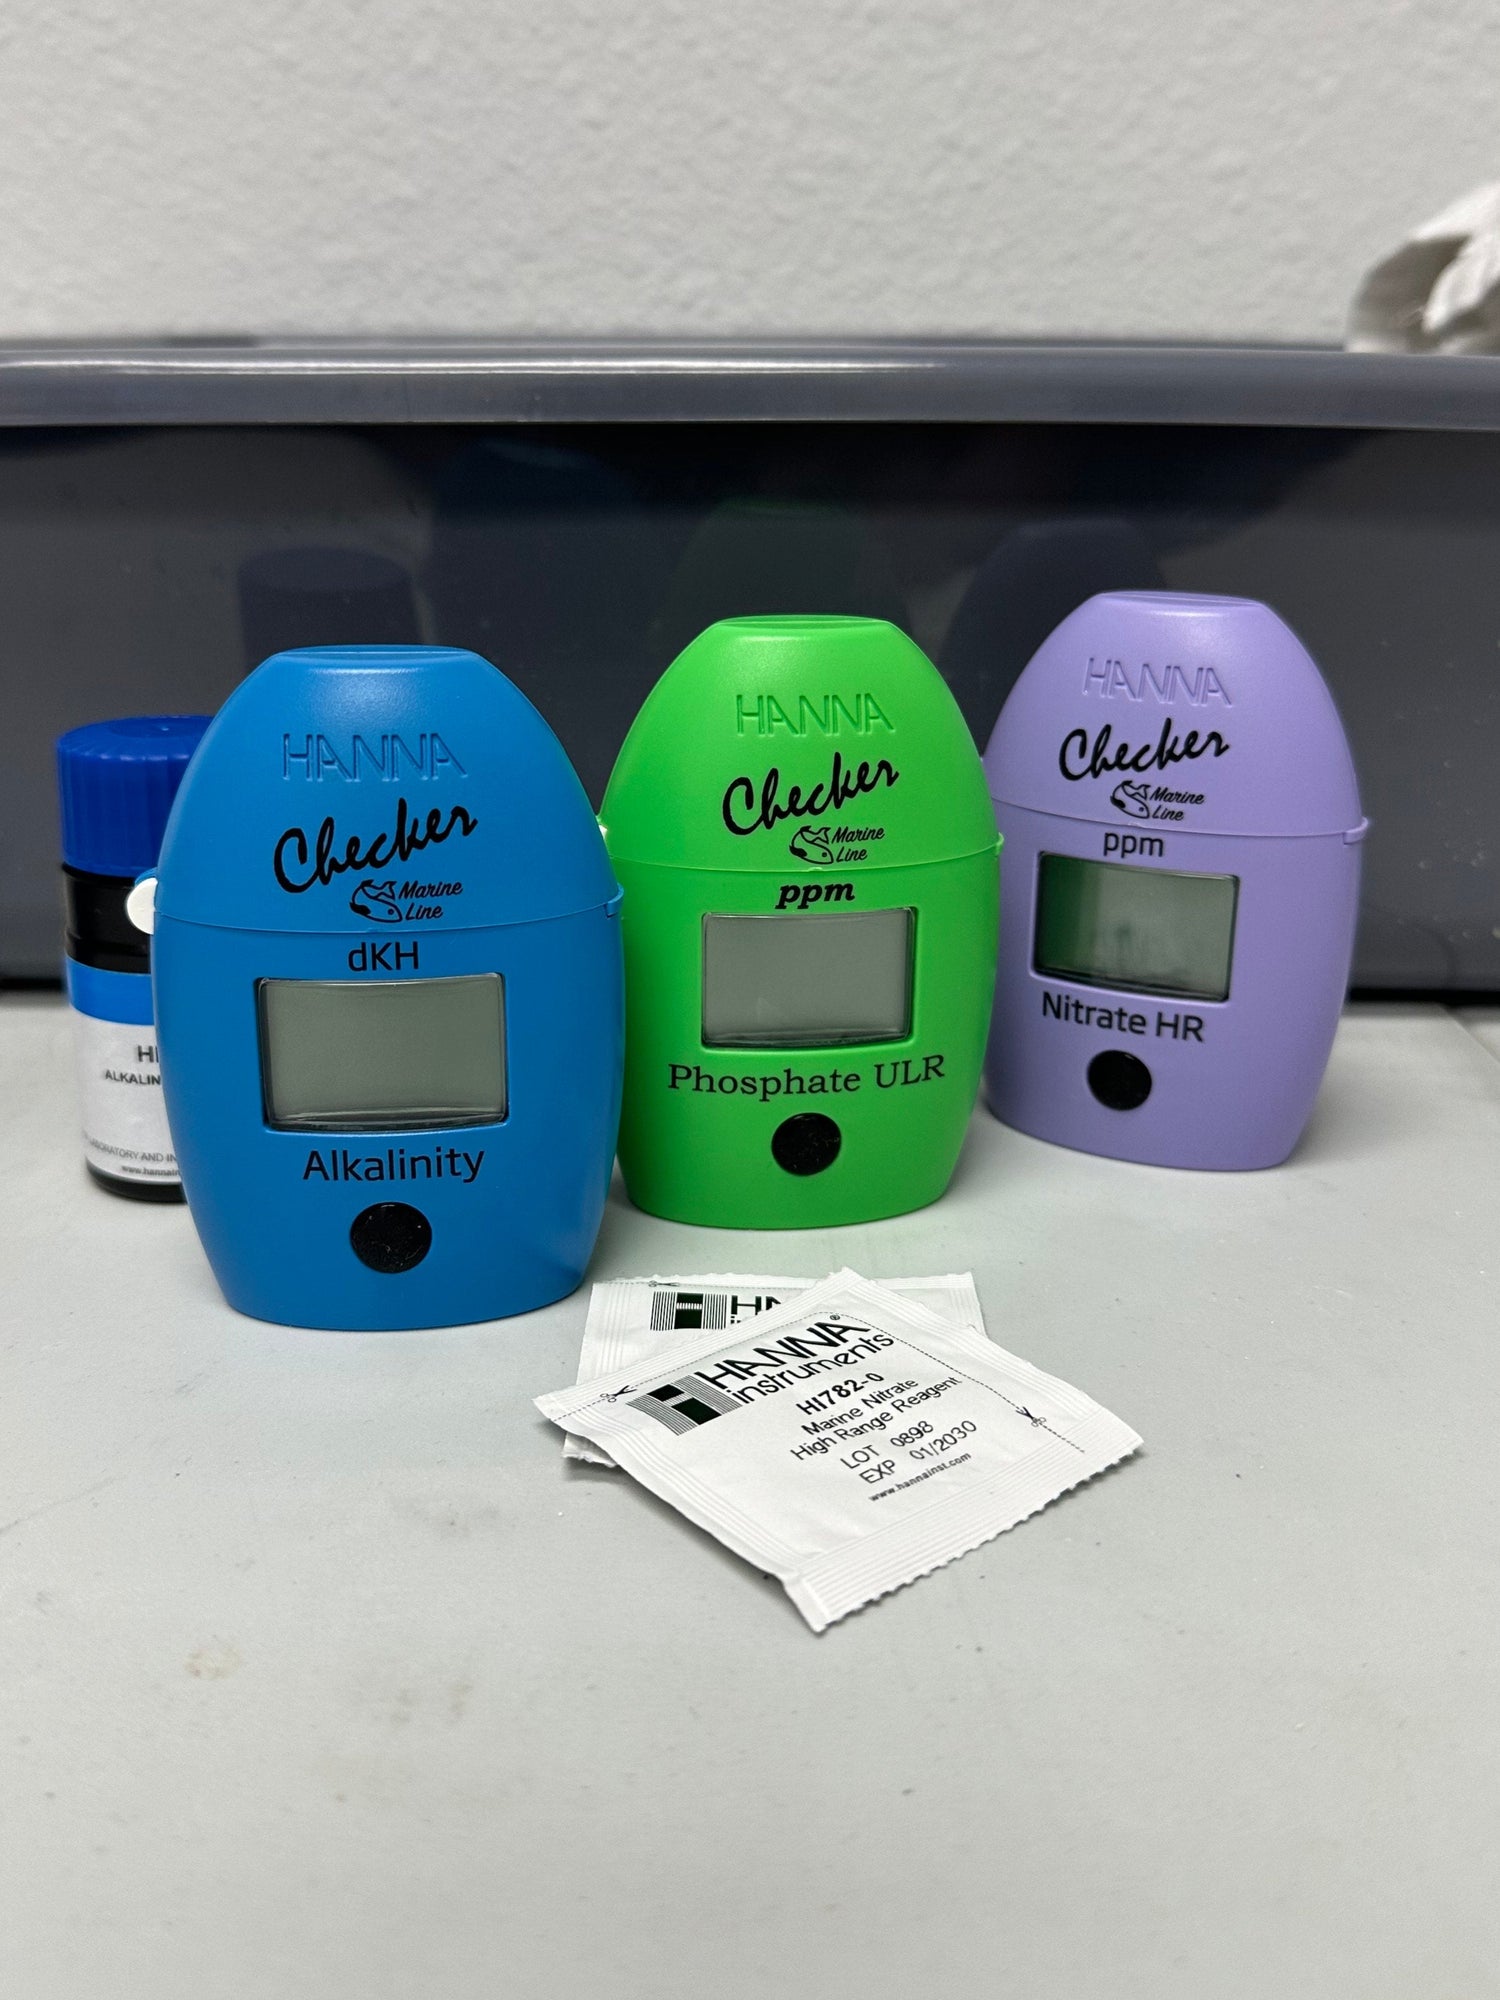 HANNA
Checker
Marine
Line
dKH
Alkalinity
HANNA
Checker
Marine
Line
ppm
Phosphate ULR
HANNA
Checker
Marine
Line
ppm
Nitrate HR
HI
ALKALIN
www.hannain
HANNA
instruments
HI782-0
Marine Nitrate
High Range Reagent
LOT 0898
EXP 01/2030
www.hannainst.com